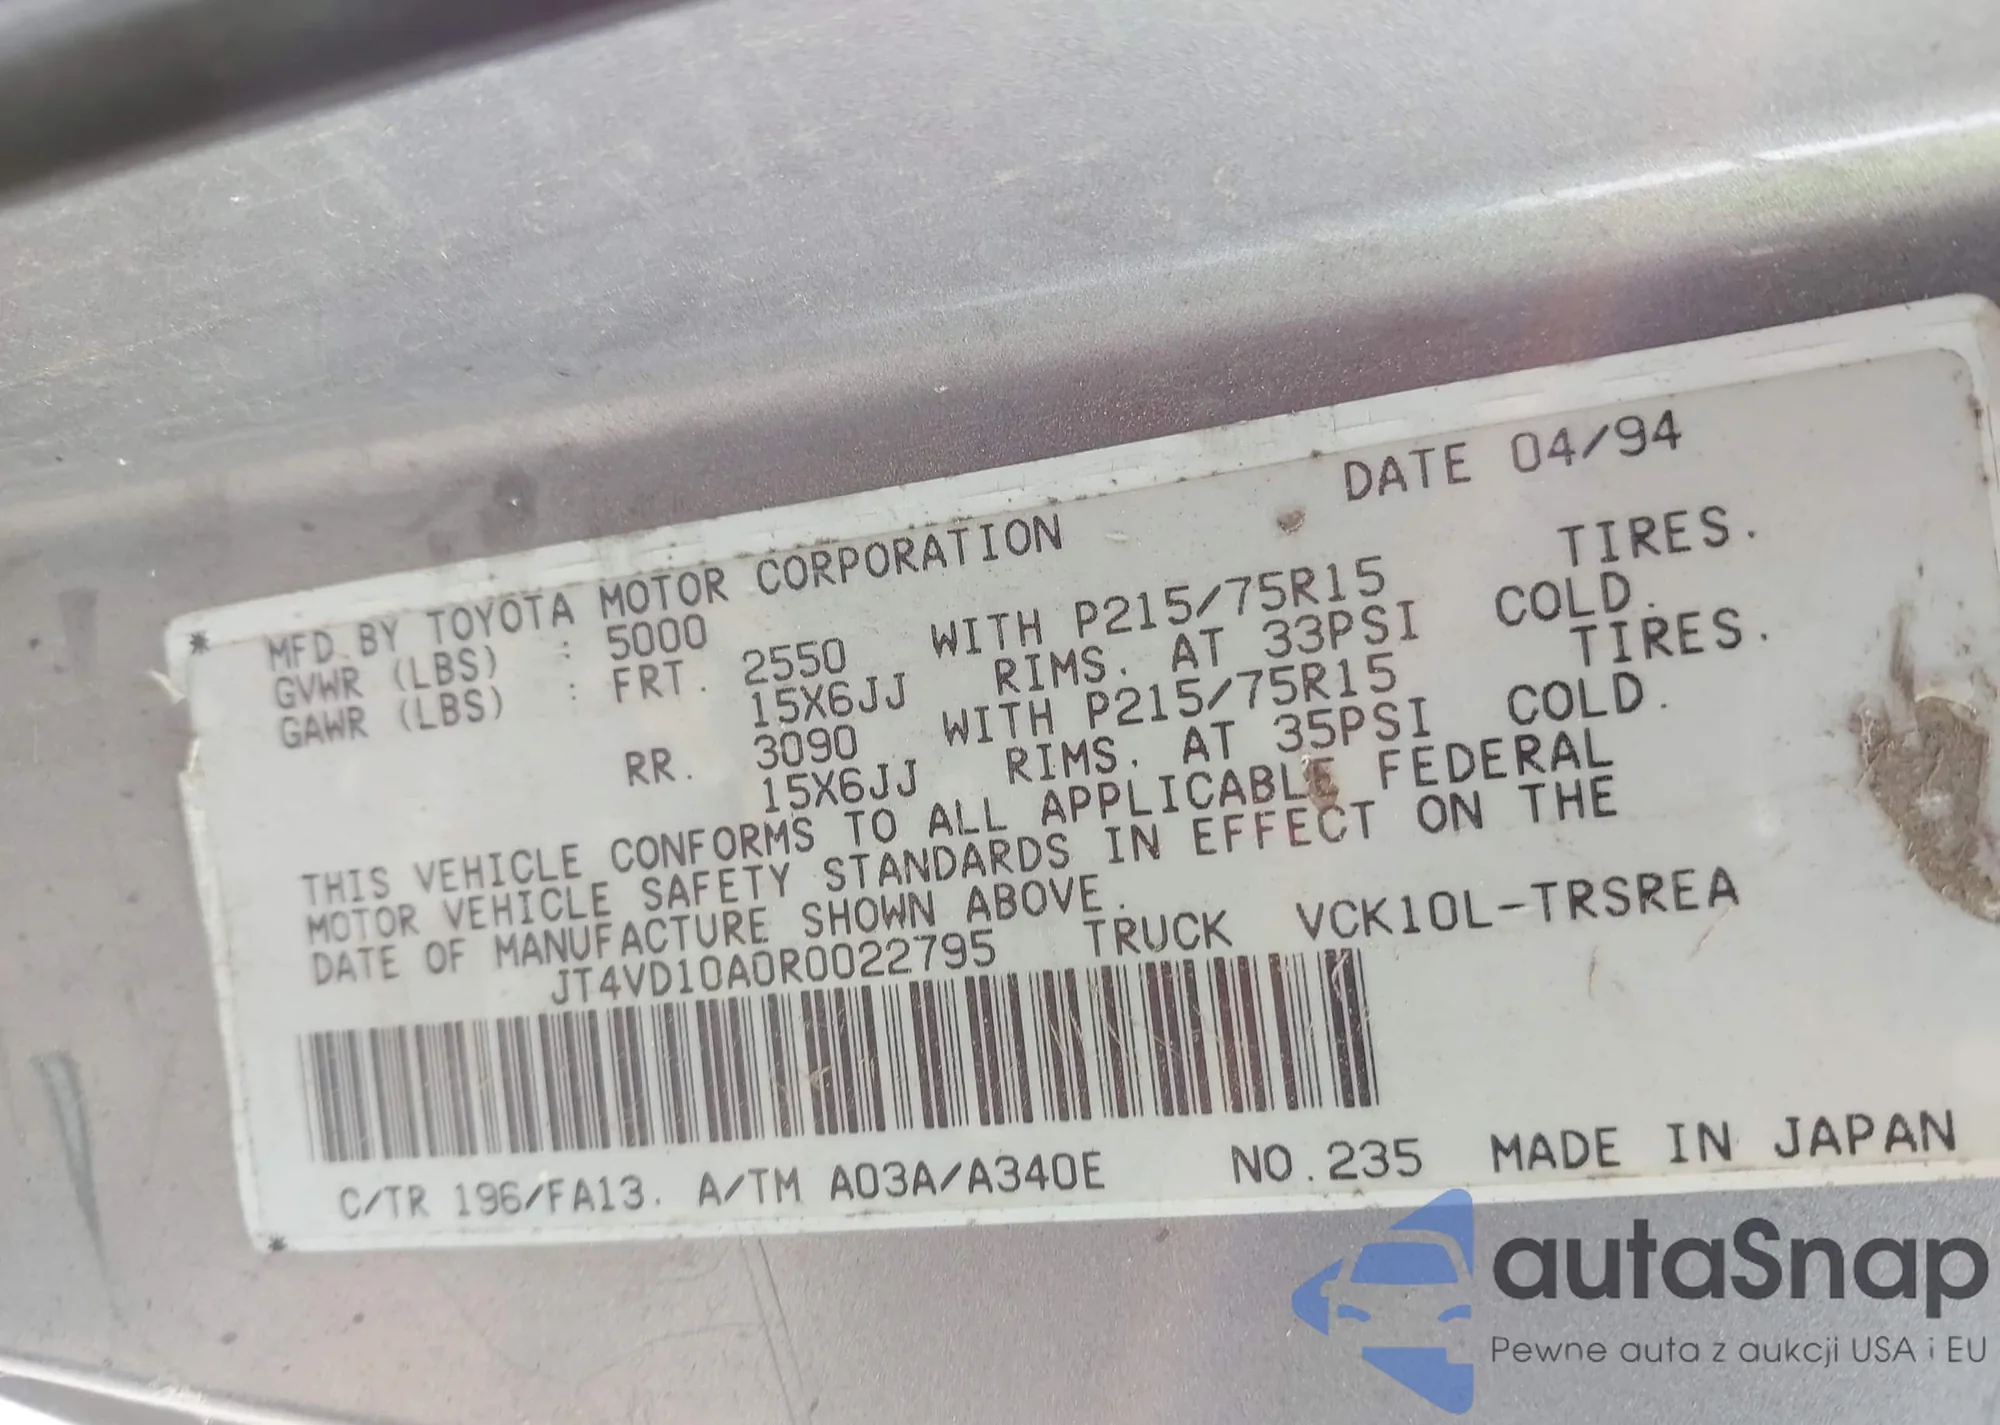 DATE 04/94
* MFD. BY TOYOTA MOTOR CORPORATION
GVWR (LBS) : 5000
GAWR (LBS) : FRT. 2550 WITH P215/75R15 TIRES.
15X6JJ RIMS. AT 33PSI COLD.
RR. 3090 WITH P215/75R15 TIRES.
15X6JJ RIMS. AT 35PSI COLD.
THIS VEHICLE CONFORMS TO ALL APPLICABLE FEDERAL
MOTOR VEHICLE SAFETY STANDARDS IN EFFECT ON THE
DATE OF MANUFACTURE SHOWN ABOVE.
JT4VD10A0R0022795 TRUCK VCK10L-TRSREA
C/TR 196/FA13. A/TM A03A/A340E NO.235 MADE IN JAPAN
*
autaSnap
Pewne auta z aukcji USA i EU